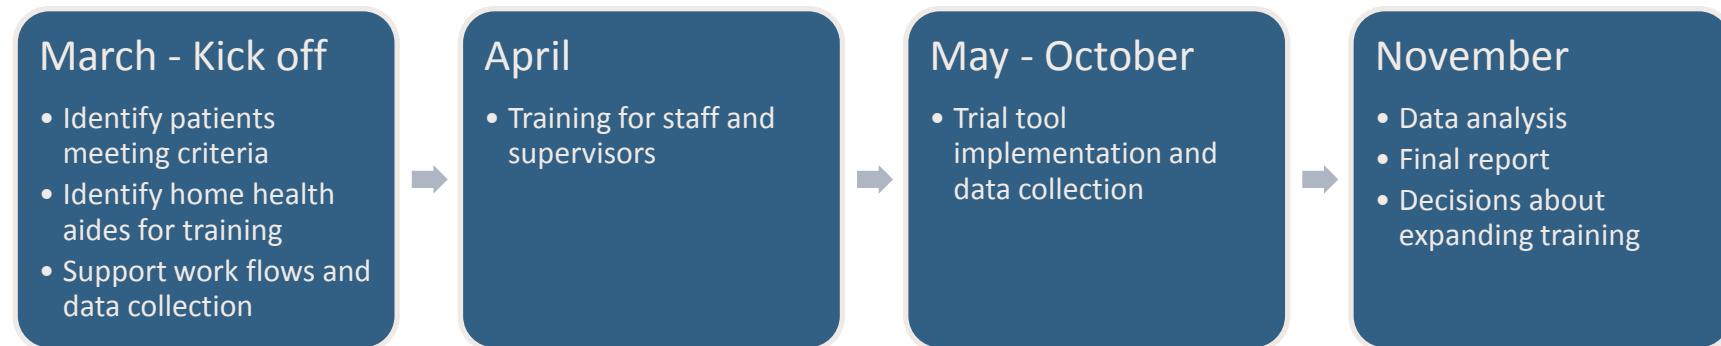 March - Kick off
• Identify patients
meeting criteria
• Identify home health
aides for training
• Support work flows and
data collection
April
• Training for staff and
supervisors
May - October
• Trial tool
implementation and
data collection
November
• Data analysis
• Final report
• Decisions about
expanding training